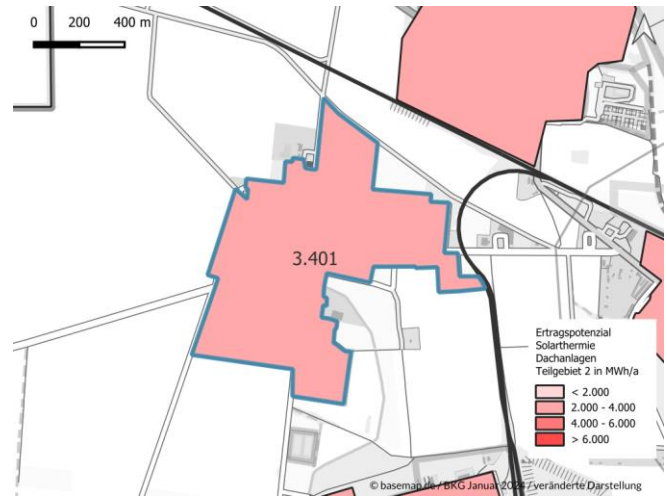 0 200 400 m
3.401
Ertragspotenzial
Solarthermie
Dachanlagen
Teilgebiet 2 in MWh/a
< 2.000
2.000 - 4.000
4.000 - 6.000
> 6.000
© basemap.de / BKG Januar 2024 / veränderte Darstellung